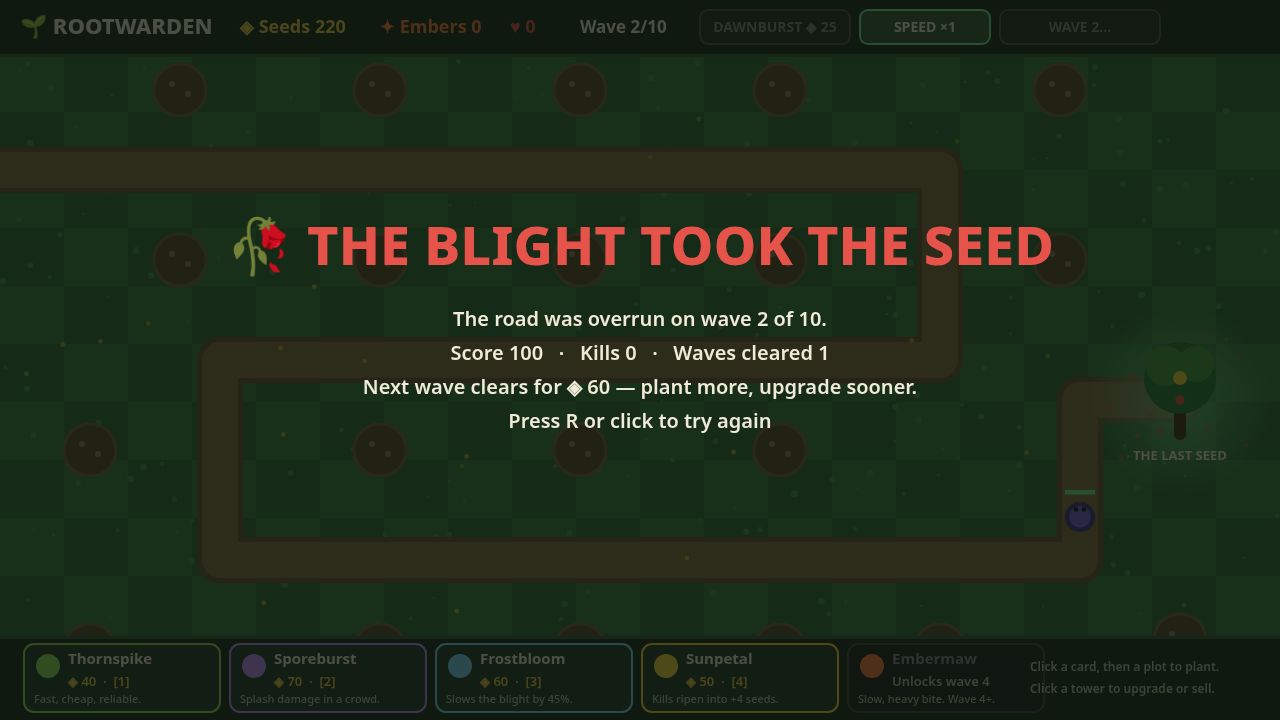 🌱 ROOTWARDEN ◈ Seeds 220 ✦ Embers 0 ♥ 0 Wave 2/10 DAWNBURST ◈ 25 SPEED ×1 WAVE 2...
🥀 THE BLIGHT TOOK THE SEED
The road was overrun on wave 2 of 10.
Score 100 · Kills 0 · Waves cleared 1
Next wave clears for ◈ 60 — plant more, upgrade sooner.
Press R or click to try again
THE LAST SEED
Thornspike
◈ 40 · [1]
Fast, cheap, reliable.
Sporeburst
◈ 70 · [2]
Splash damage in a crowd.
Frostbloom
◈ 60 · [3]
Slows the blight by 45%.
Sunpetal
◈ 50 · [4]
Kills ripen into +4 seeds.
Embermaw
Unlocks wave 4
Slow, heavy bite. Wave 4+.
Click a card, then a plot to plant.
Click a tower to upgrade or sell.